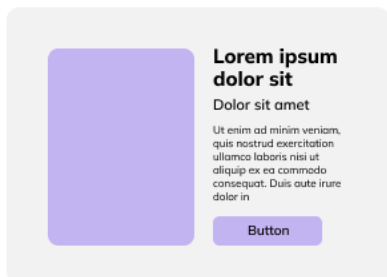 Lorem ipsum
dolor sit
Dolor sit amet
Ut enim ad minim veniam,
quis nostrud exercitation
ullamco laboris nisi ut
aliquip ex ea commodo
consequat. Duis aute irure
dolor in
Button